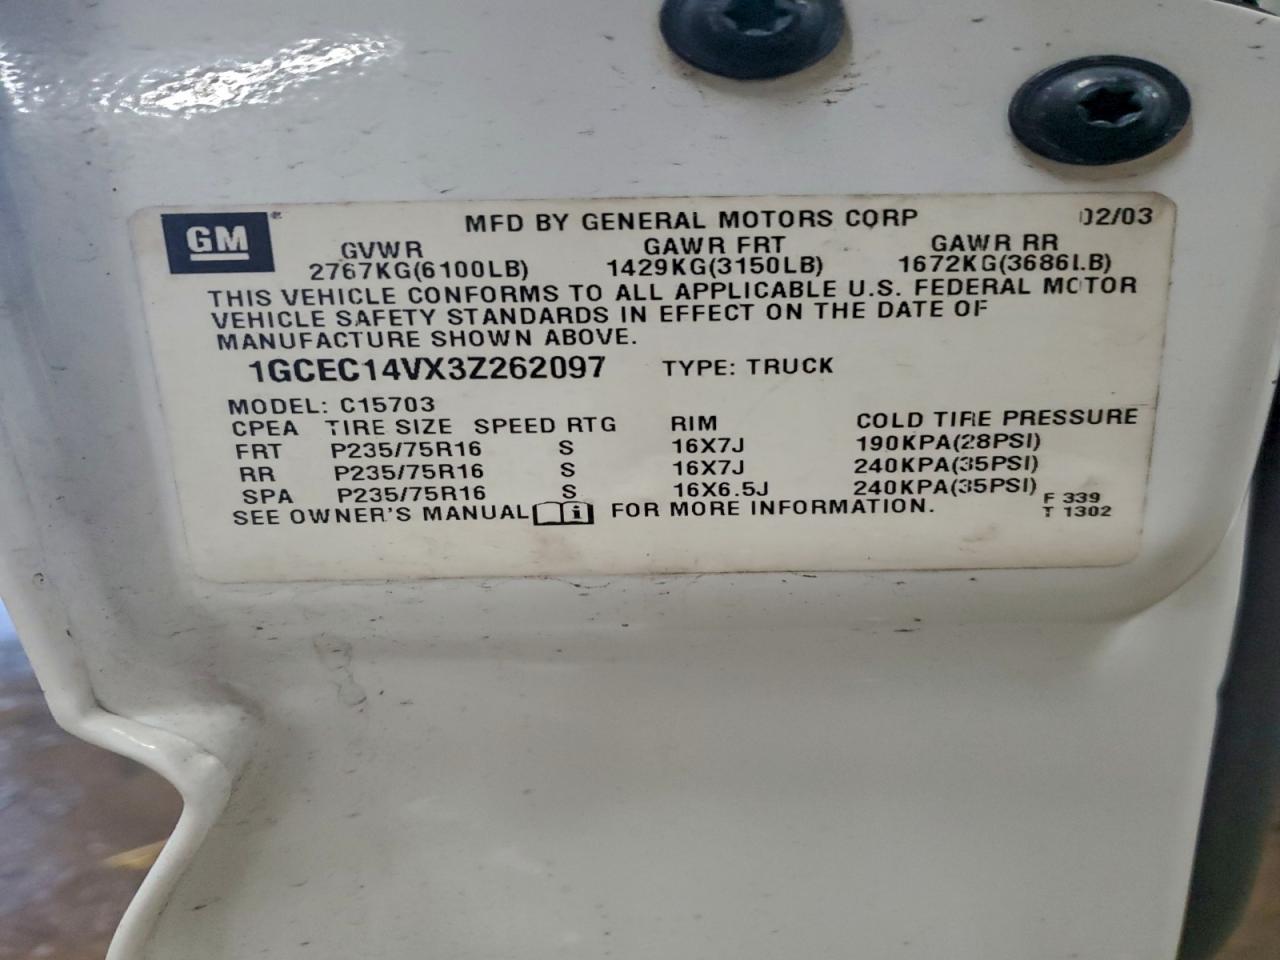 GM
MFD BY GENERAL MOTORS CORP 02/03
GVWR GAWR FRT GAWR RR
2767KG(6100LB) 1429KG(3150LB) 1672KG(3686LB)
THIS VEHICLE CONFORMS TO ALL APPLICABLE U.S. FEDERAL MOTOR
VEHICLE SAFETY STANDARDS IN EFFECT ON THE DATE OF
MANUFACTURE SHOWN ABOVE.
1GCEC14VX3Z262097 TYPE: TRUCK
MODEL: C15703
CPEA TIRE SIZE SPEED RTG RIM COLD TIRE PRESSURE
FRT P235/75R16 S 16X7J 190KPA(28PSI)
RR P235/75R16 S 16X7J 240KPA(35PSI)
SPA P235/75R16 S 16X6.5J 240KPA(35PSI)
SEE OWNER'S MANUAL i FOR MORE INFORMATION.
F 339
T 1302